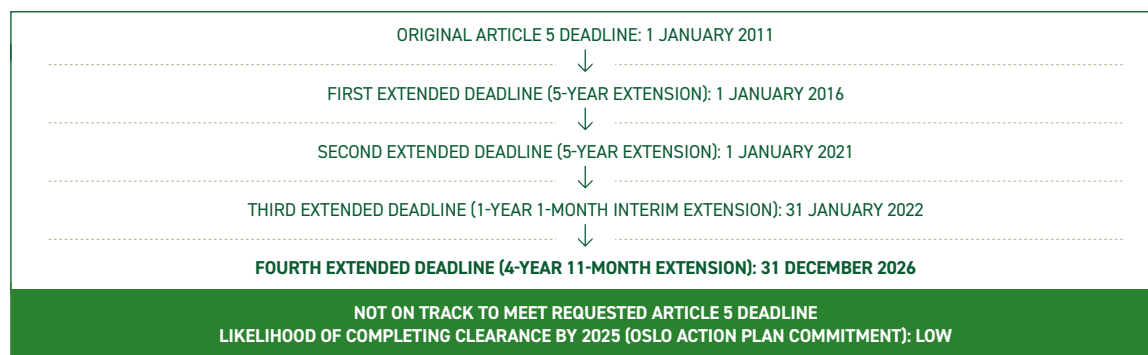 ORIGINAL ARTICLE 5 DEADLINE: 1 JANUARY 2011
FIRST EXTENDED DEADLINE (5-YEAR EXTENSION): 1 JANUARY 2016
SECOND EXTENDED DEADLINE (5-YEAR EXTENSION): 1 JANUARY 2021
THIRD EXTENDED DEADLINE (1-YEAR 1-MONTH INTERIM EXTENSION): 31 JANUARY 2022
FOURTH EXTENDED DEADLINE (4-YEAR 11-MONTH EXTENSION): 31 DECEMBER 2026
NOT ON TRACK TO MEET REQUESTED ARTICLE 5 DEADLINE
LIKELIHOOD OF COMPLETING CLEARANCE BY 2025 (OSLO ACTION PLAN COMMITMENT): LOW